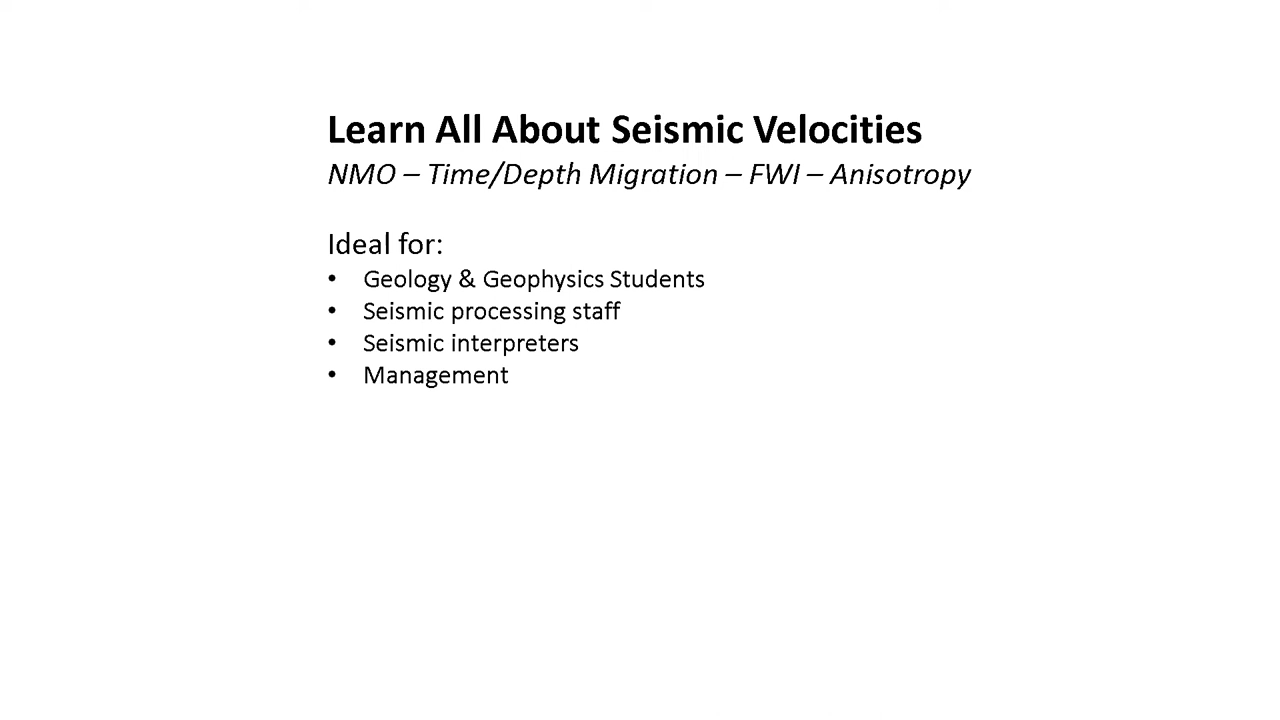 Learn All About Seismic Velocities
NMO – Time/Depth Migration – FWI – Anisotropy
Ideal for:
• Geology & Geophysics Students
• Seismic processing staff
• Seismic interpreters
• Management